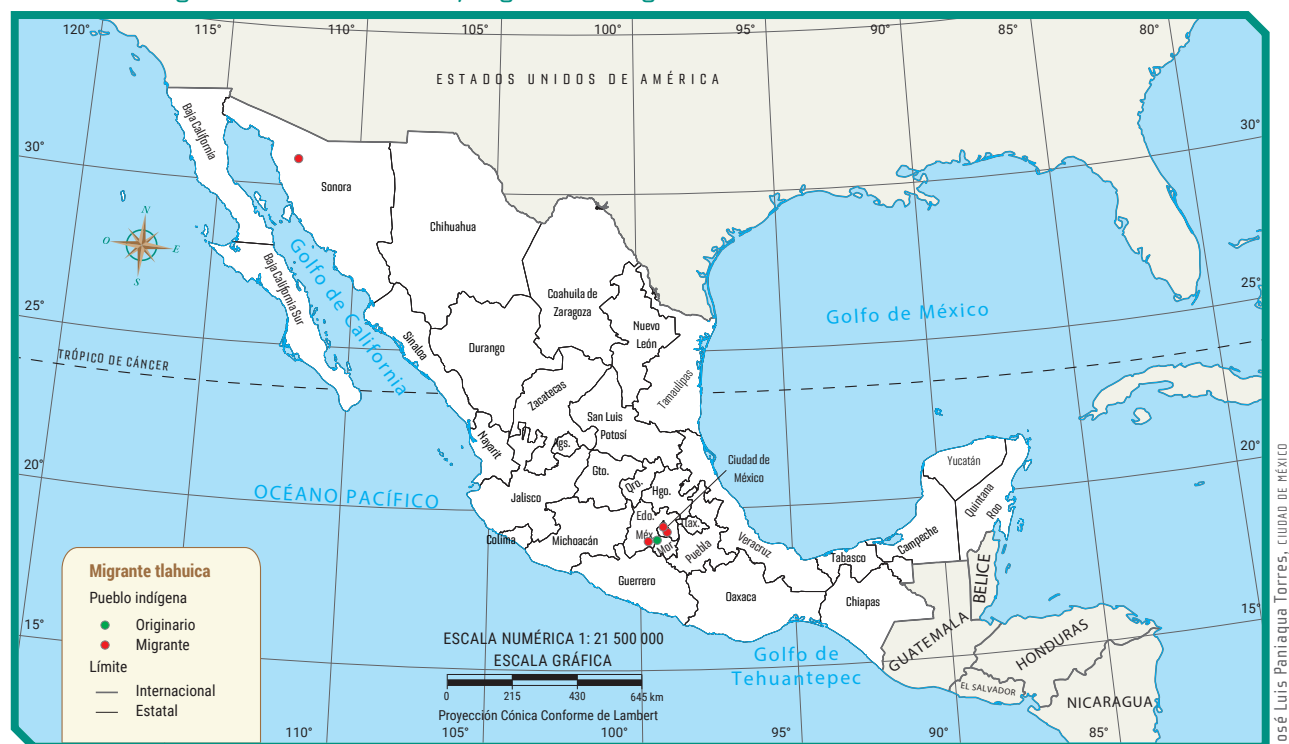 120°
115°
110°
100°
95°
90°
85°
80°
ESTADOS UNIDOS DE AMÉRICA
30°
30°
25°
25°
20°
20°
15°
15°
N
O
E
S
Baja California
Sonora
Chihuahua
Golfo de California
Baja California Sur
Coahuila de
Zaragoza
Nuevo
León
Golfo de México
TRÓPICO DE CÁNCER
Sinaloa
Durango
Tamaulipas
Zacatecas
San Luis
Potosí
Nayarit
Ags.
Gto.
Qro.
Hgo.
Ciudad de
México
Yucatán
Quintana
Roo
OCÉANO PACÍFICO
Jalisco
Edo.
Méx.
Tlax.
Colima
Michoacán
Mor.
Puebla
Veracruz
Tabasco
Campeche
Guerrero
Oaxaca
Chiapas
BELICE
GUATEMALA
HONDURAS
EL SALVADOR
NICARAGUA
Golfo de
Tehuantepec
Migrante tlahuica
Pueblo indígena
Originario
Migrante
Límite
Internacional
Estatal
ESCALA NUMÉRICA 1: 21 500 000
ESCALA GRÁFICA
0 215 430 645 km
Proyección Cónica Conforme de Lambert
110°
105°
100°
95°
90°
85°
osé Luis Paniaqua Torres, CIUDAD DE MÉXICO